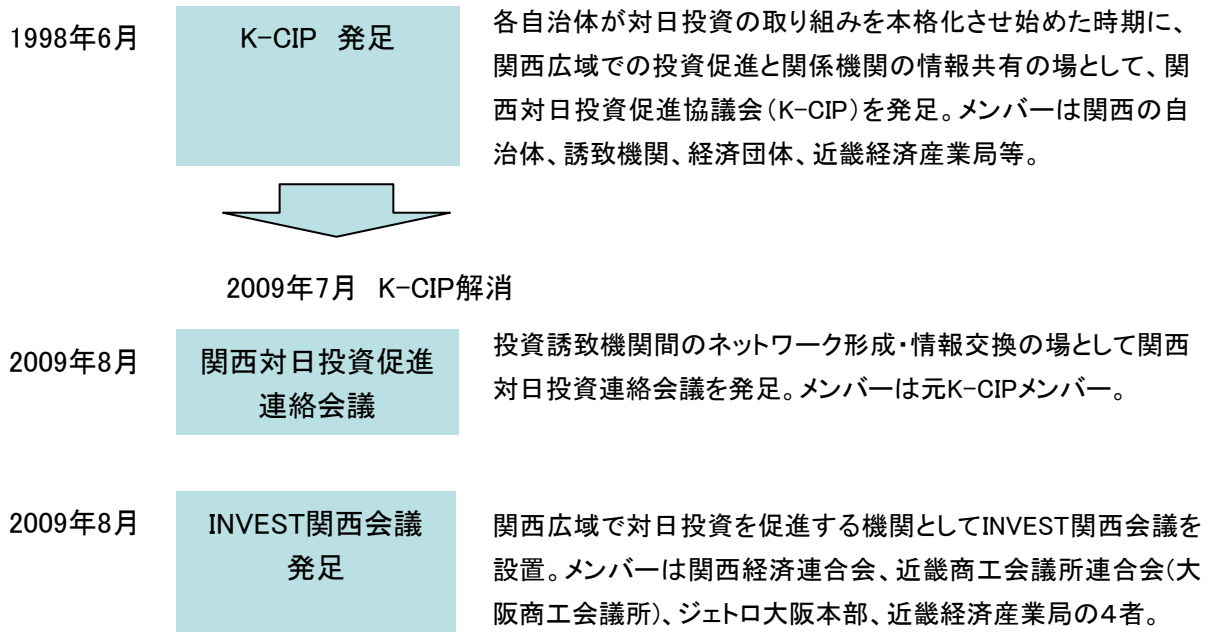 1998年6月
K-CIP 発足
各自治体が対日投資の取り組みを本格化させ始めた時期に、
関西広域での投資促進と関係機関の情報共有の場として、関
西対日投資促進協議会(K-CIP)を発足。メンバーは関西の自
治体、誘致機関、経済団体、近畿経済産業局等。
2009年7月 K-CIP解消
2009年8月
関西対日投資促進
連絡会議
投資誘致機関間のネットワーク形成・情報交換の場として関西
対日投資連絡会議を発足。メンバーは元K-CIPメンバー。
2009年8月
INVEST関西会議
発足
関西広域で対日投資を促進する機関としてINVEST関西会議を
設置。メンバーは関西経済連合会、近畿商工会議所連合会(大
阪商工会議所)、ジェトロ大阪本部、近畿経済産業局の4者。